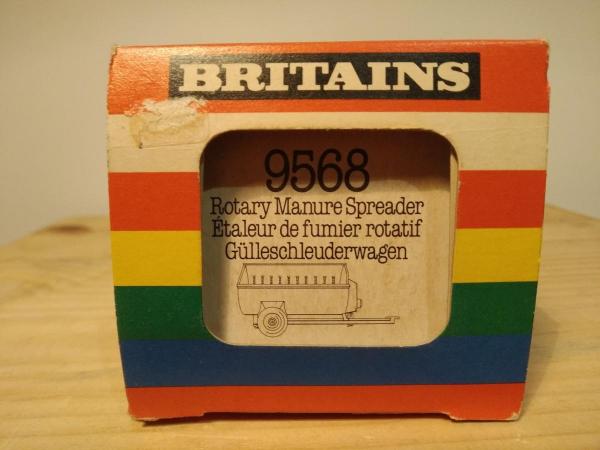 BRITAINS
9568
Rotary Manure Spreader
Étaleur de fumier rotatif
Gülleschleuderwagen